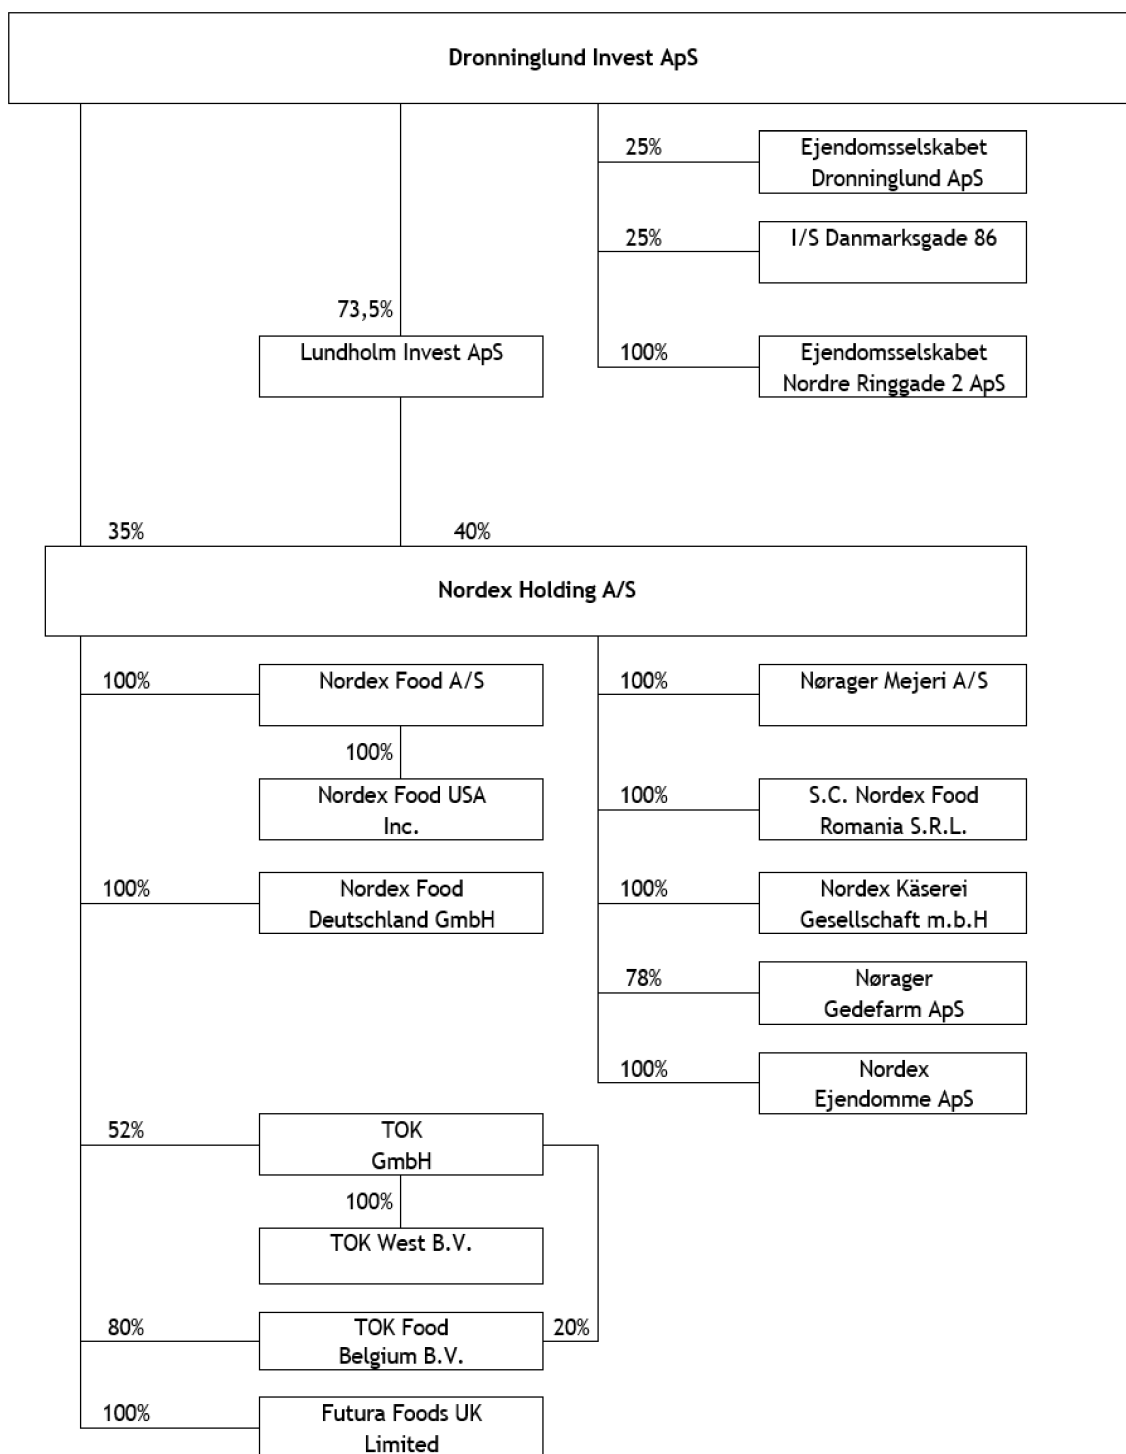 Dronninglund Invest ApS
25%
Ejendomsselskabet
Dronninglund ApS
25%
I/S Danmarksgade 86
73,5%
Lundholm Invest ApS
100%
Ejendomsselskabet
Nordre Ringgade 2 ApS
35%
40%
Nordex Holding A/S
100%
Nordex Food A/S
100%
Nørager Mejeri A/S
100%
Nordex Food USA
Inc.
100%
S.C. Nordex Food
Romania S.R.L.
100%
Nordex Food
Deutschland GmbH
100%
Nordex Käserei
Gesellschaft m.b.H
78%
Nørager
Gedefarm ApS
100%
Nordex
Ejendomme ApS
52%
TOK
GmbH
100%
TOK West B.V.
80%
TOK Food
Belgium B.V.
20%
100%
Futura Foods UK
Limited